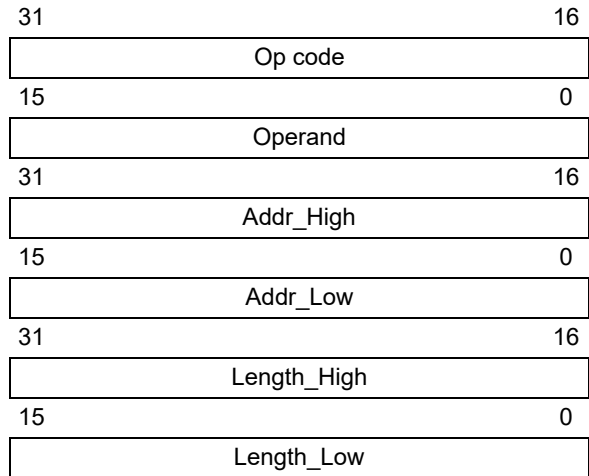 31 16
Op code
15 0
Operand
31 16
Addr_High
15 0
Addr_Low
31 16
Length_High
15 0
Length_Low